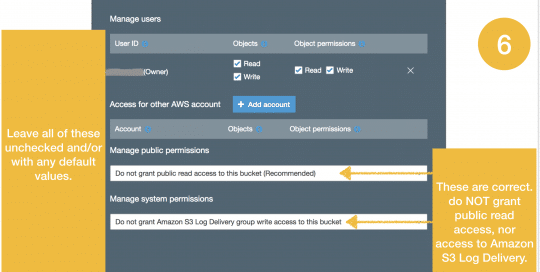 Manage users
6
User ID Objects Object permissions
(Owner)
Read
Write
Read Write
Access for other AWS account + Add account
Account Objects Object permissions
Manage public permissions
Do not grant public read access to this bucket (Recommended)
Manage system permissions
Do not grant Amazon S3 Log Delivery group write access to this bucket
Leave all of these
unchecked and/or
with any default
values.
These are correct.
do NOT grant
public read
access, nor
access to Amazon
S3 Log Delivery.